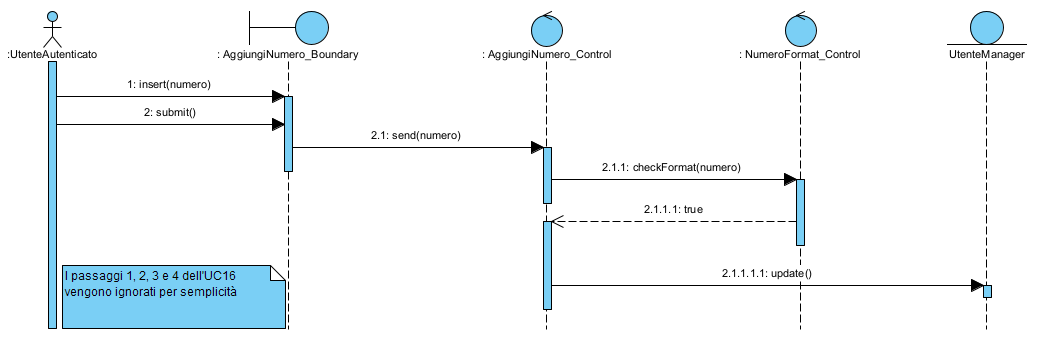 :UtenteAutenticato
: AggiungiNumero_Boundary
: AggiungiNumero_Control
: NumeroFormat_Control
UtenteManager
1: insert(numero)
2: submit()
2.1: send(numero)
2.1.1: checkFormat(numero)
2.1.1.1: true
2.1.1.1.1: update()
I passaggi 1, 2, 3 e 4 dell'UC16
vengono ignorati per semplicità